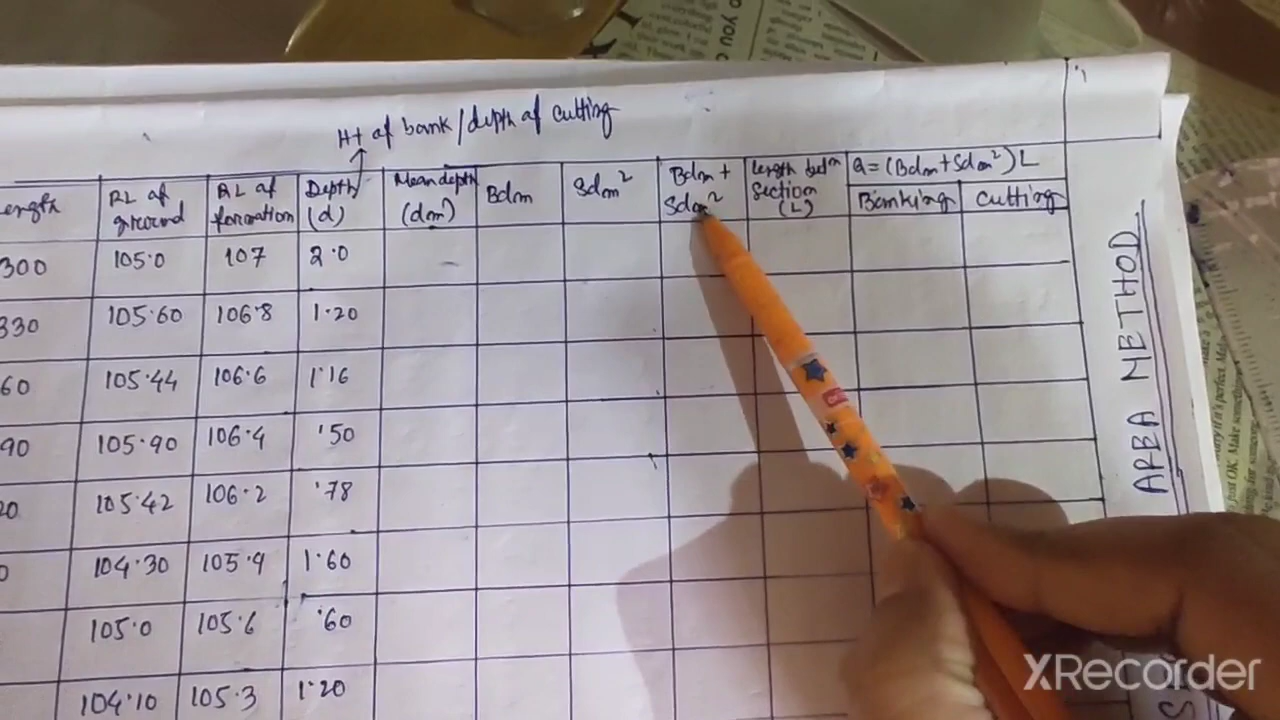 Ht of bank/depth of cutting
Length RL of ground RL of formation Depth (d) Mean depth (dm) Bdm Sdm² Bdm + Sdm² Length betn Section (L) Q = (Bdm + Sdm²) L
Banking Cutting
300 105.0 107 2.0
330 105.60 106.8 1.20
60 105.44 106.6 1.16
90 105.90 106.4 .50
20 105.42 106.2 .78
0 104.30 105.9 1.60
105.0 105.6 .60
104.10 105.3 1.20
AREA METHOD
XRecorder